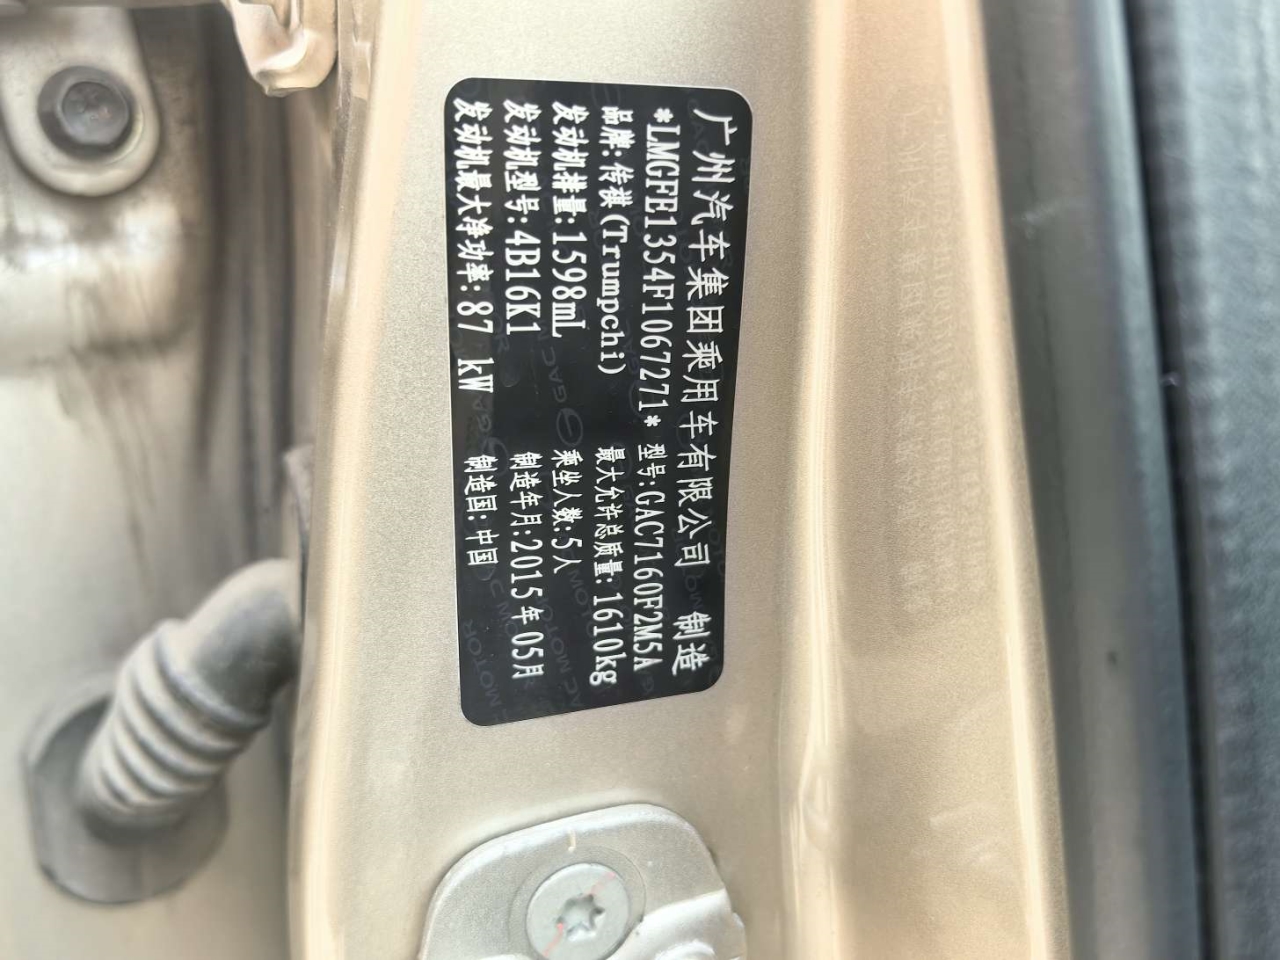 广州汽车集团乘用车有限公司 制造
*LMGFE1354F1067271* 型号:GAC7160F2M5A
品牌:传祺(Trumpchi) 最大允许总质量:1610kg
发动机排量:1598mL 乘坐人数:5人
发动机型号:4B16K1 制造年月:2015年05月
发动机最大净功率:87 kW 制造国:中国